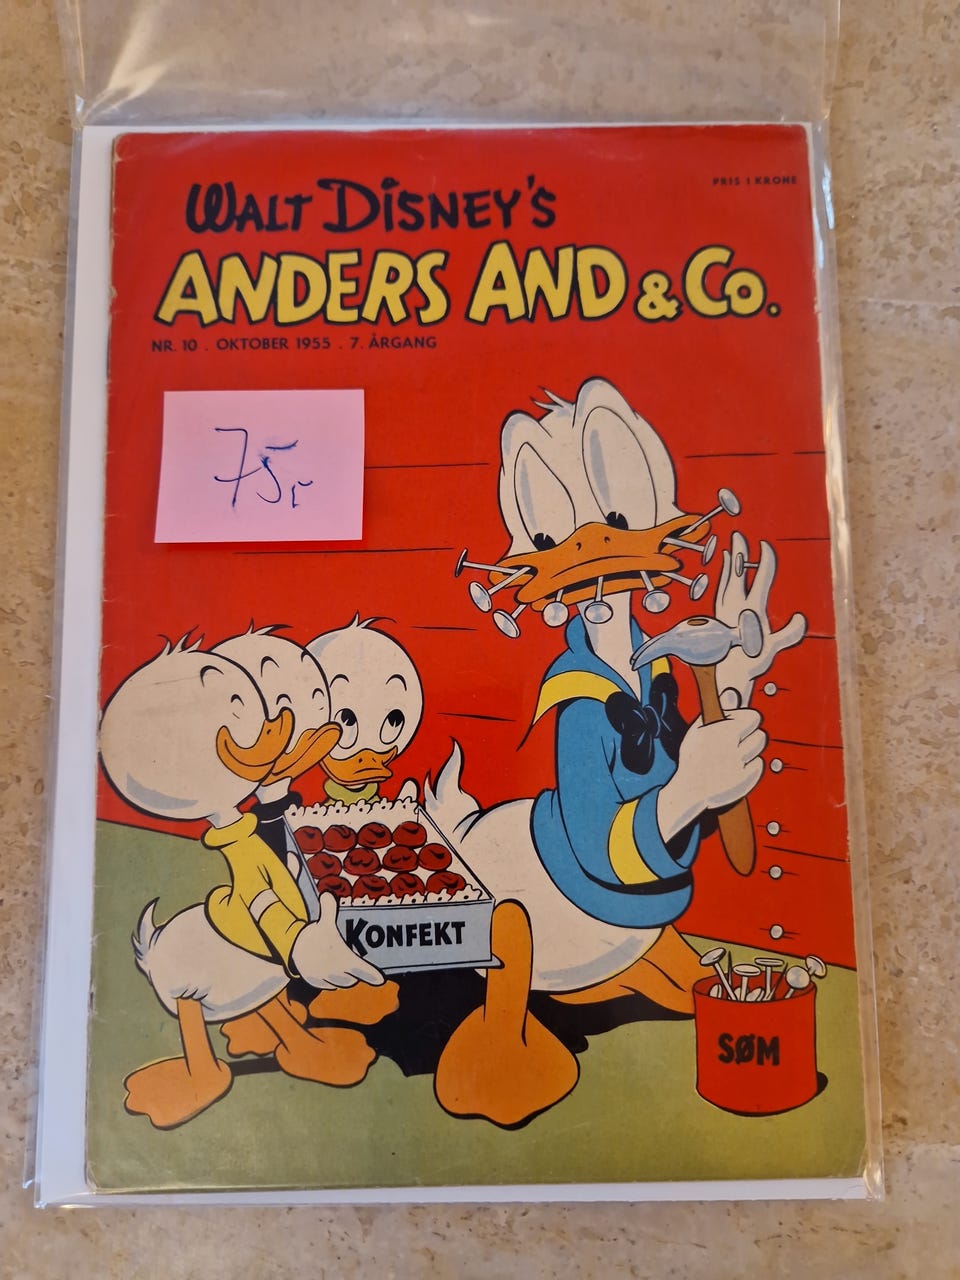 PRIS 1 KRONE
WALT DISNEY'S
ANDERS AND & CO.
NR. 10 . OKTOBER 1955 . 7. ÅRGANG
75,-
KONFEKT
SØM